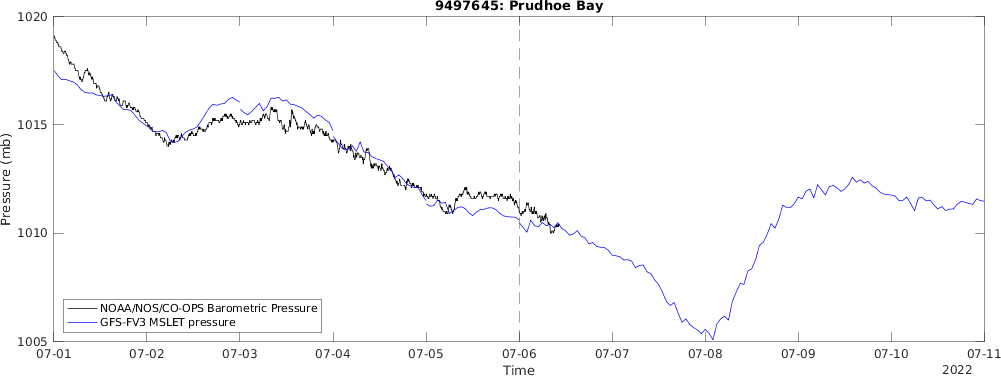 9497645: Prudhoe Bay
1020
1015
1010
1005
Pressure (mb)
NOAA/NOS/CO-OPS Barometric Pressure
GFS-FV3 MSLET pressure
07-01 07-02 07-03 07-04 07-05 07-06 07-07 07-08 07-09 07-10 07-11
Time
2022